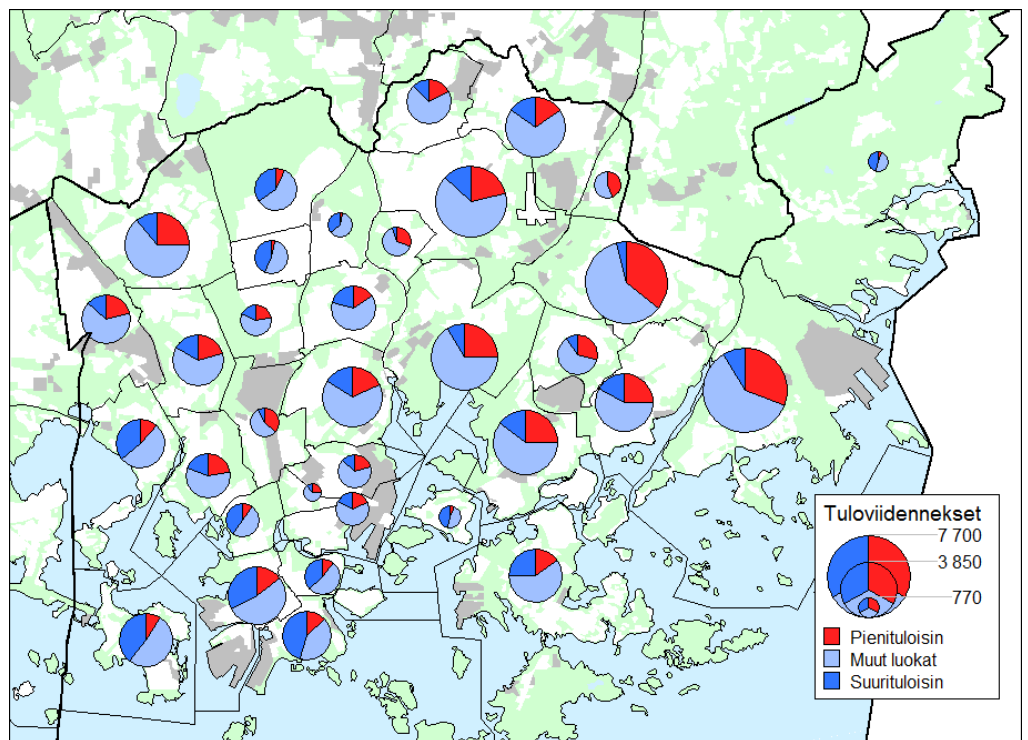 Tuloviidennekset
7 700
3 850
770
Pienituloisin
Muut luokat
Suurituloisin